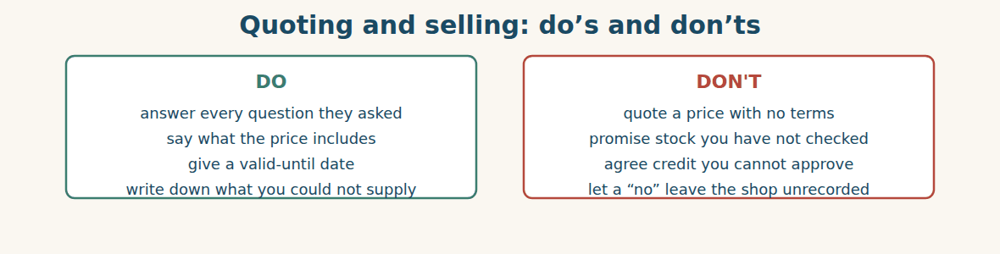 Quoting and selling: do’s and don’ts
DO
answer every question they asked
say what the price includes
give a valid-until date
write down what you could not supply
DON'T
quote a price with no terms
promise stock you have not checked
agree credit you cannot approve
let a “no” leave the shop unrecorded